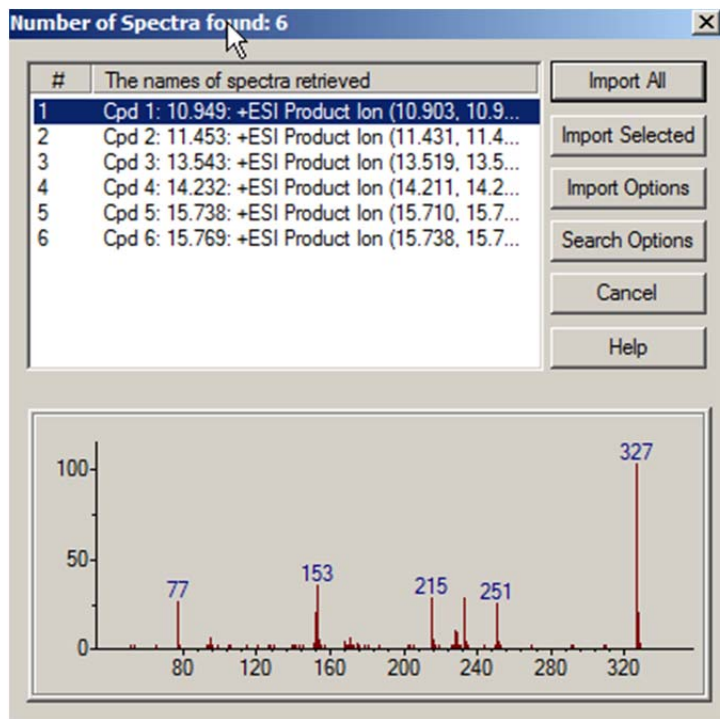 Number of Spectra found: 6
# The names of spectra retrieved
1 Cpd 1: 10.949: +ESI Product Ion (10.903, 10.9...
2 Cpd 2: 11.453: +ESI Product Ion (11.431, 11.4...
3 Cpd 3: 13.543: +ESI Product Ion (13.519, 13.5...
4 Cpd 4: 14.232: +ESI Product Ion (14.211, 14.2...
5 Cpd 5: 15.738: +ESI Product Ion (15.710, 15.7...
6 Cpd 6: 15.769: +ESI Product Ion (15.738, 15.7...
Import All
Import Selected
Import Options
Search Options
Cancel
Help
327
100
153
215
251
77
50
0
80 120 160 200 240 280 320